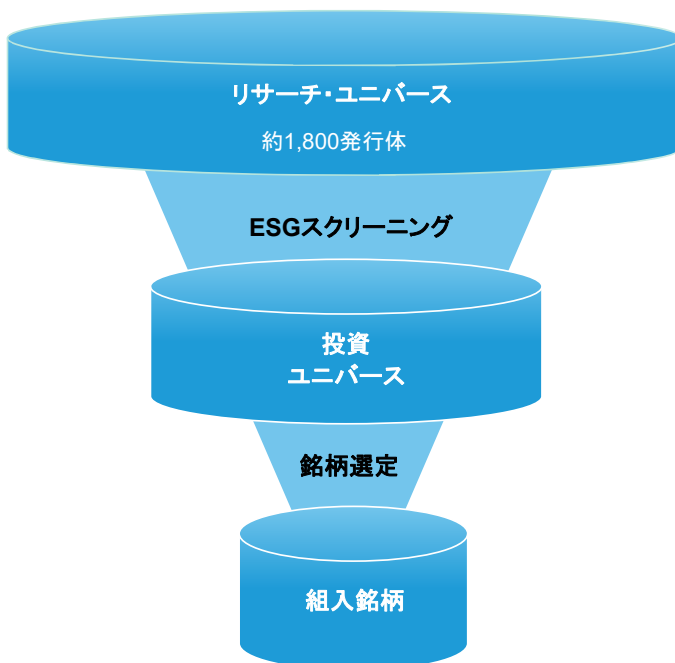 リサーチ・ユニバース
約1,800発行体
ESGスクリーニング
投資
ユニバース
銘柄選定
組入銘柄